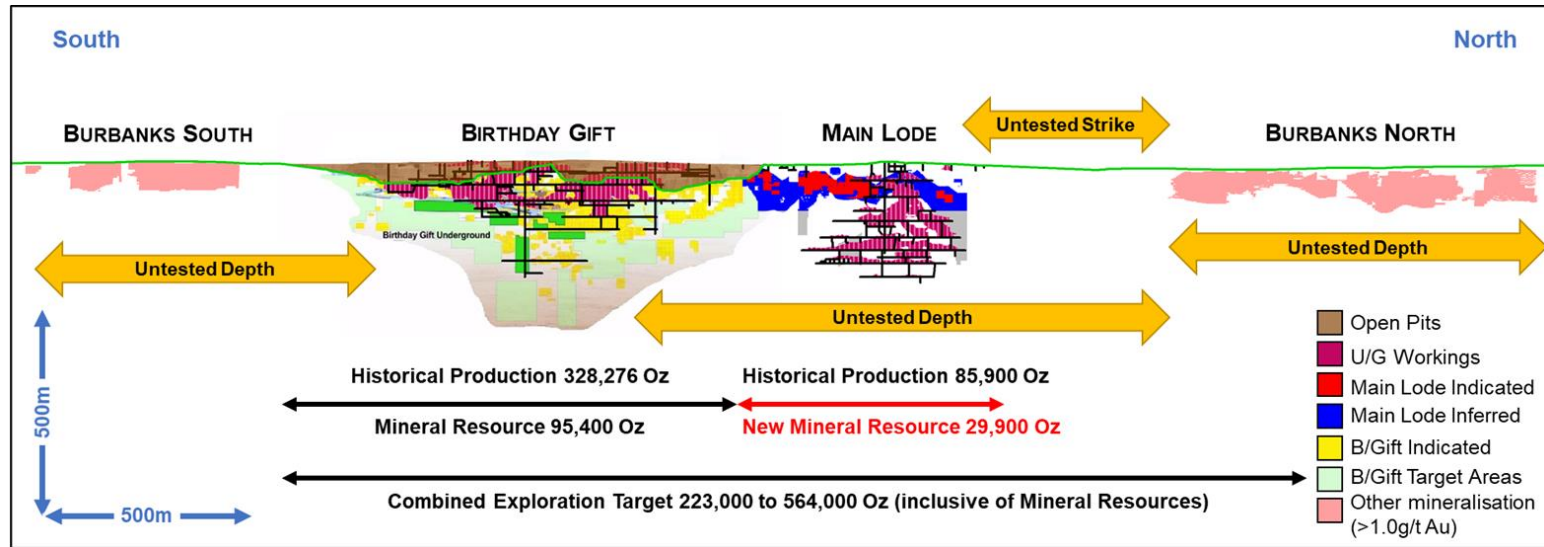 South
North
BURBANKS SOUTH
BIRTHDAY GIFT
MAIN LODE
Untested Strike
BURBANKS NORTH
Birthday Gift Underground
Untested Depth
Untested Depth
Untested Depth
500m
500m
Historical Production 328,276 Oz
Mineral Resource 95,400 Oz
Historical Production 85,900 Oz
New Mineral Resource 29,900 Oz
Combined Exploration Target 223,000 to 564,000 Oz (inclusive of Mineral Resources)
Open Pits
U/G Workings
Main Lode Indicated
Main Lode Inferred
B/Gift Indicated
B/Gift Target Areas
Other mineralisation
(>1.0g/t Au)